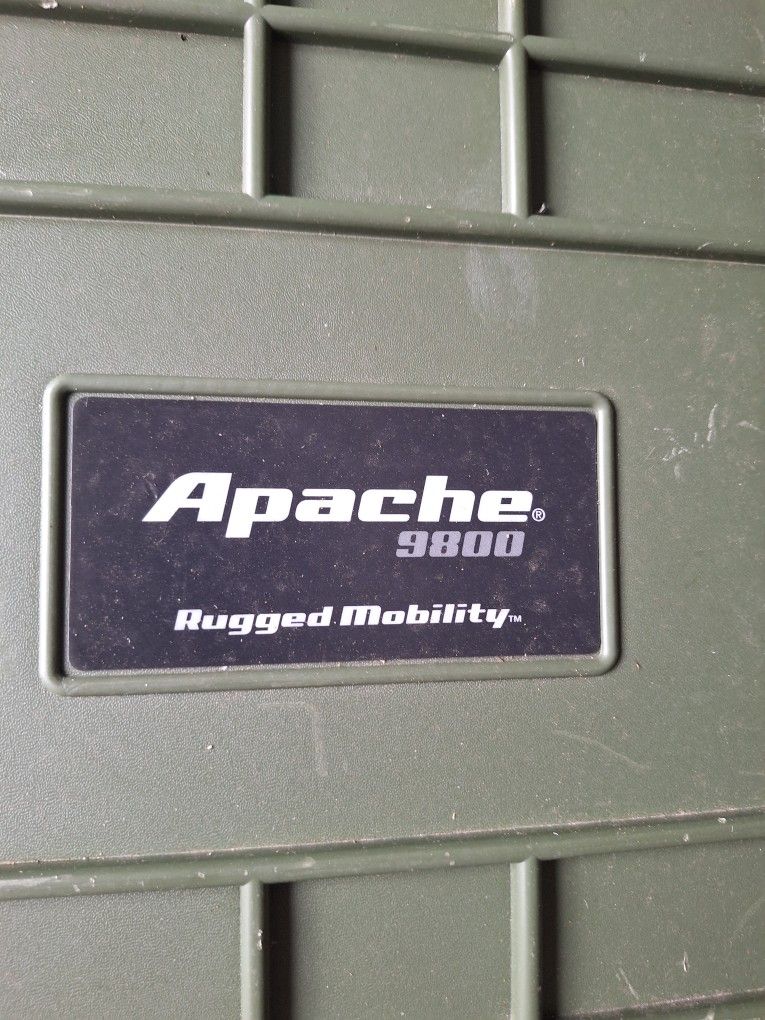 Apache®
9800
Rugged Mobility™